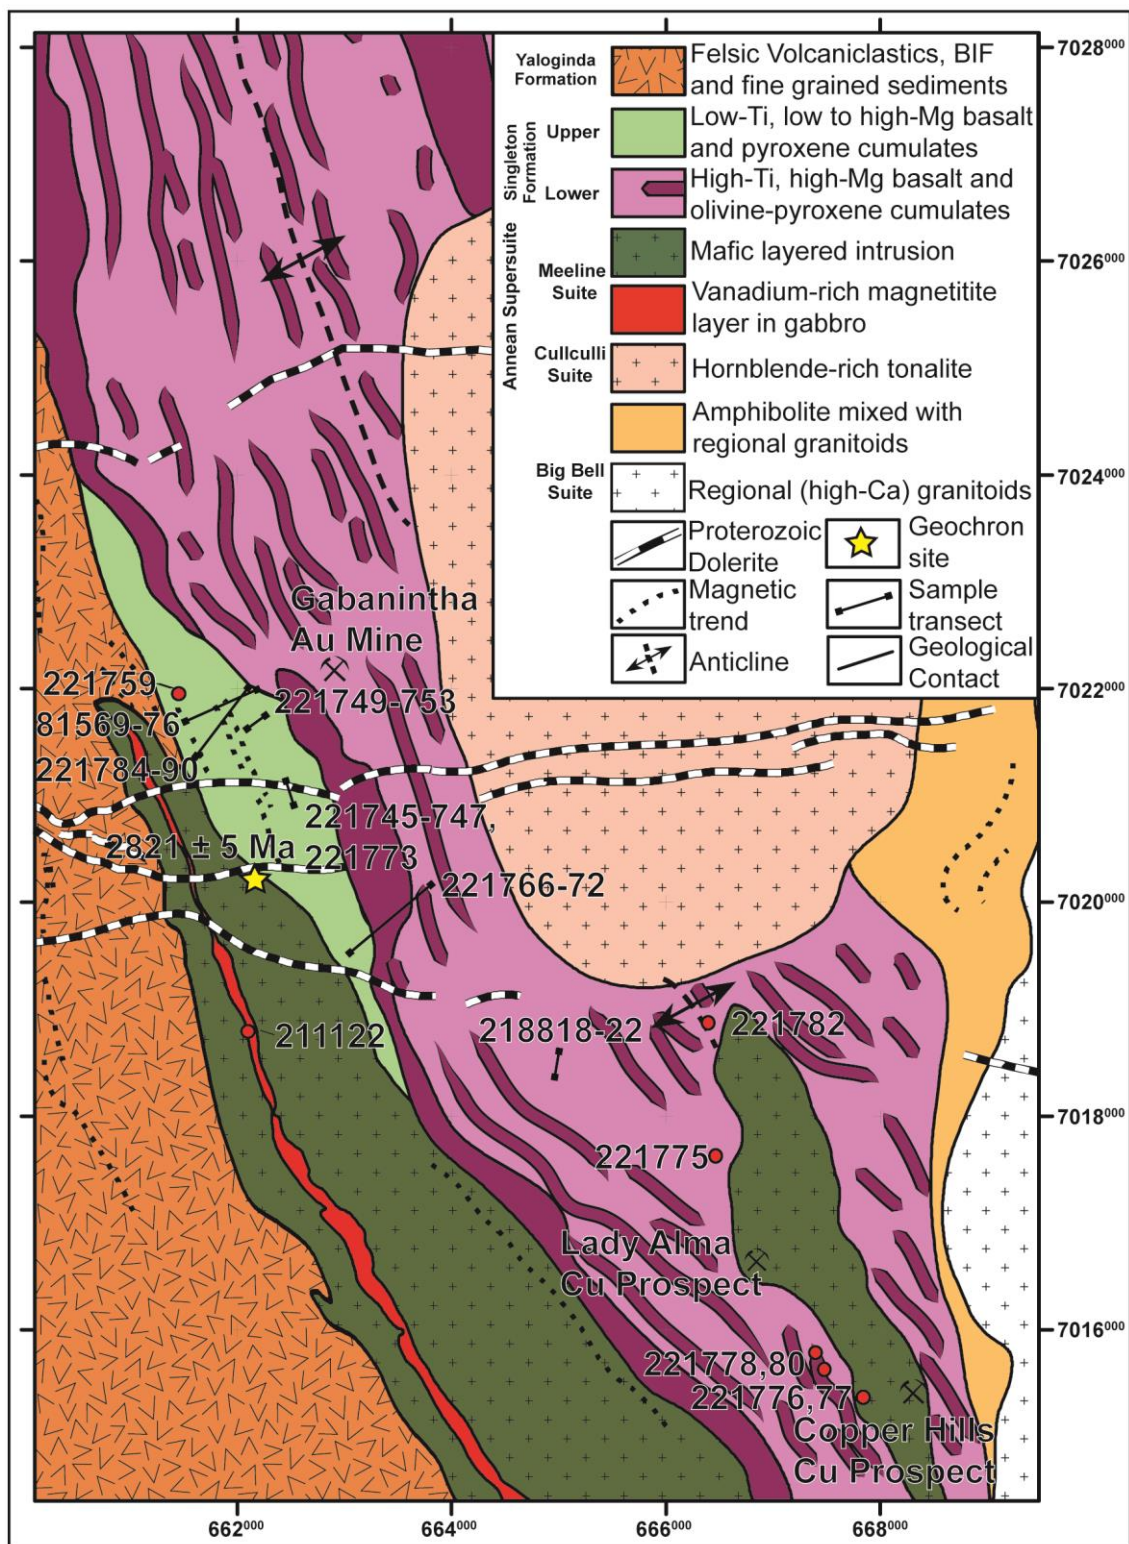 Yaloginda
Formation
Felsic Volcaniclastics, BIF
and fine grained sediments
Singleton
Formation
Upper
Low-Ti, low to high-Mg basalt
and pyroxene cumulates
Lower
High-Ti, high-Mg basalt and
olivine-pyroxene cumulates
Annean Supersuite
Meeline
Suite
Mafic layered intrusion
Vanadium-rich magnetitite
layer in gabbro
Cullculli
Suite
Hornblende-rich tonalite
Amphibolite mixed with
regional granitoids
Big Bell
Suite
Regional (high-Ca) granitoids
Proterozoic
Dolerite
Geochron
site
Magnetic
trend
Sample
transect
Anticline
Geological
Contact
7028000
7026000
7024000
7022000
7020000
7018000
7016000
Gabanintha
Au Mine
221759
221749-753
81569-76
221784-90
221745-747,
221773
2821 ± 5 Ma
221766-72
211122
218818-22
221782
221775
Lady Alma
Cu Prospect
221778,80
221776,77
Copper Hills
Cu Prospect
662000
664000
666000
668000